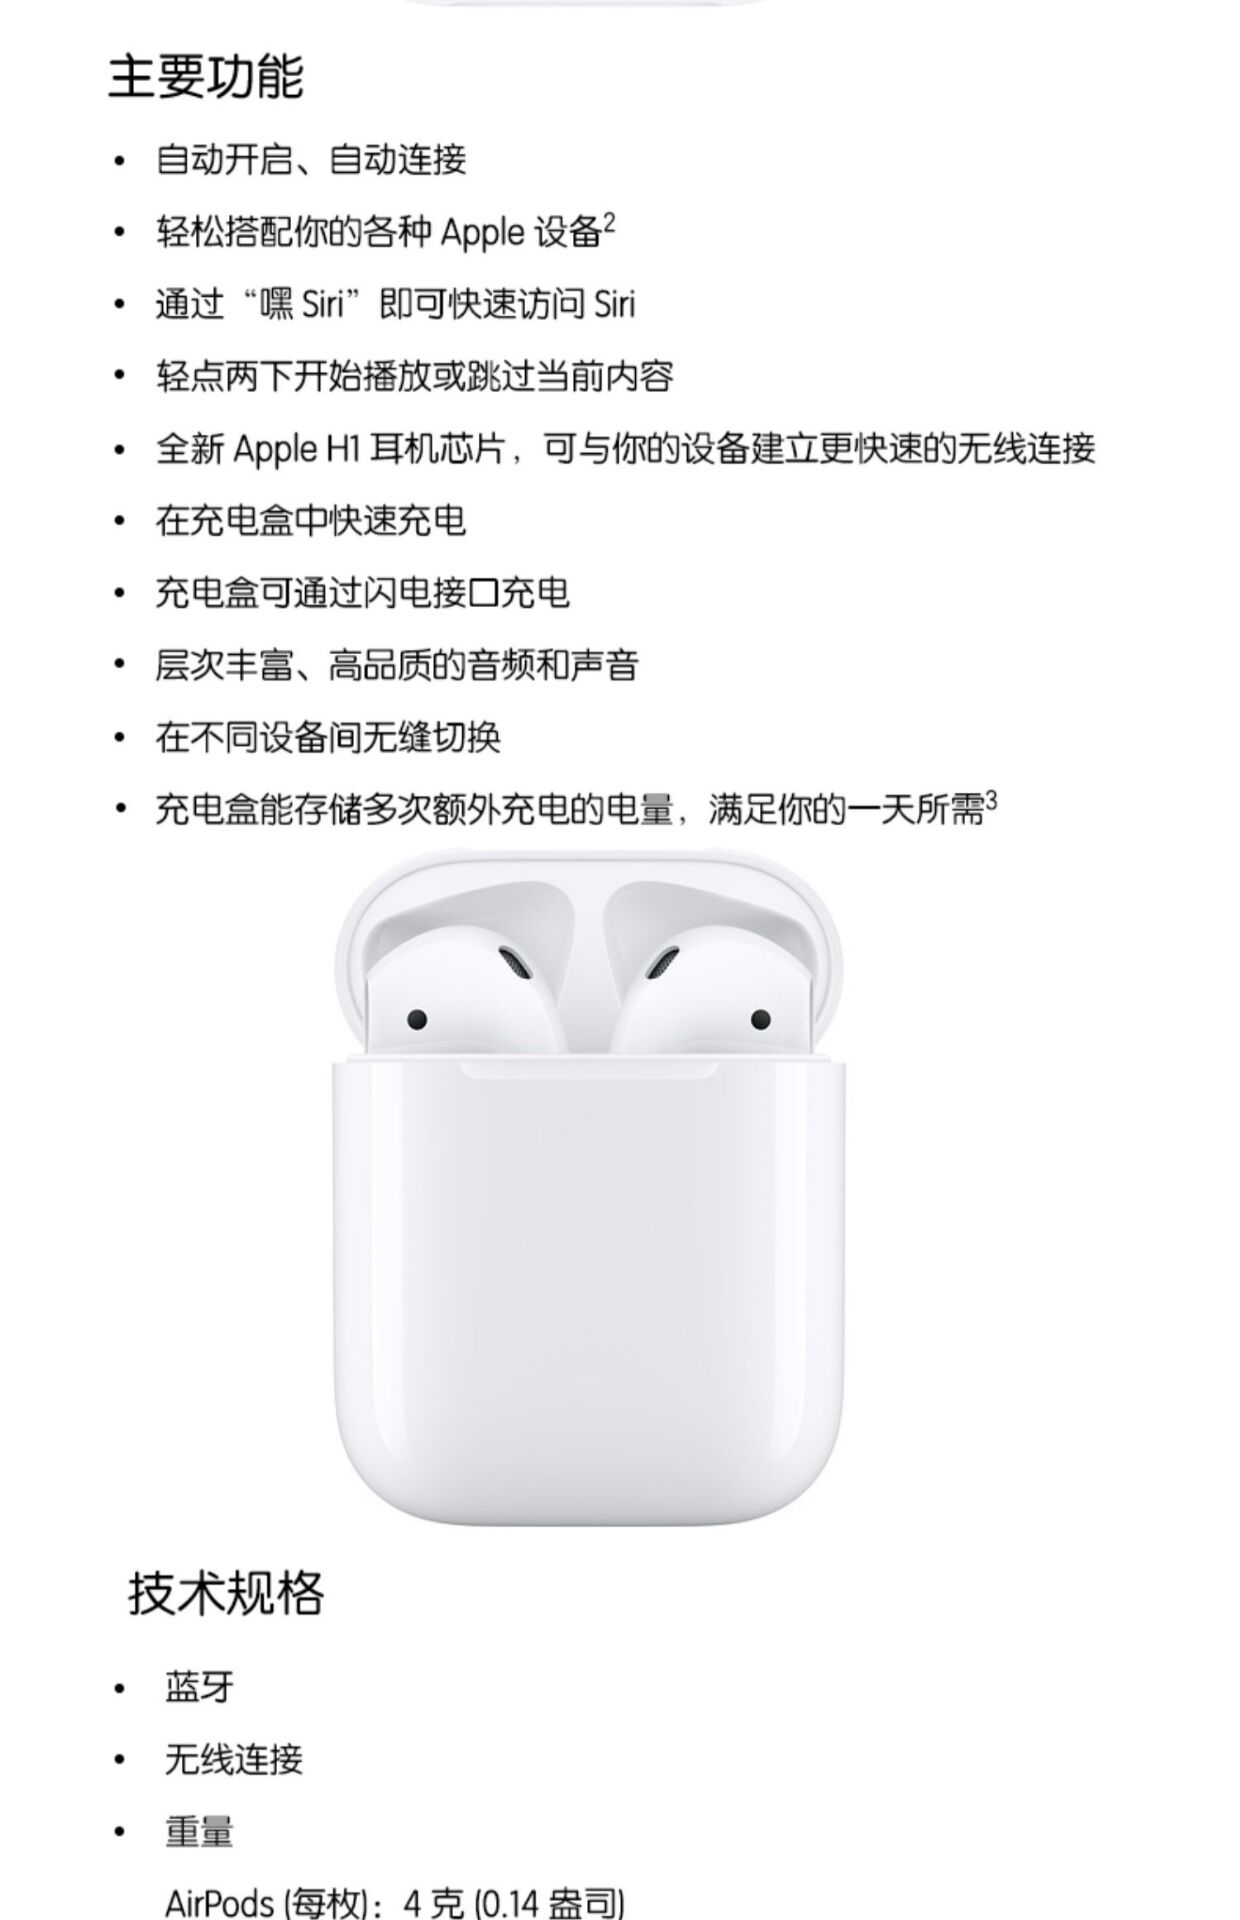 主要功能
• 自动开启、自动连接
• 轻松搭配你的各种 Apple 设备²
• 通过“嘿 Siri”即可快速访问 Siri
• 轻点两下开始播放或跳过当前内容
• 全新 Apple H1 耳机芯片，可与你的设备建立更快速的无线连接
• 在充电盒中快速充电
• 充电盒可通过闪电接口充电
• 层次丰富、高品质的音频和声音
• 在不同设备间无缝切换
• 充电盒能存储多次额外充电的电量，满足你的一天所需³
技术规格
• 蓝牙
• 无线连接
• 重量
AirPods (每枚)：4 克 (0.14 盎司)